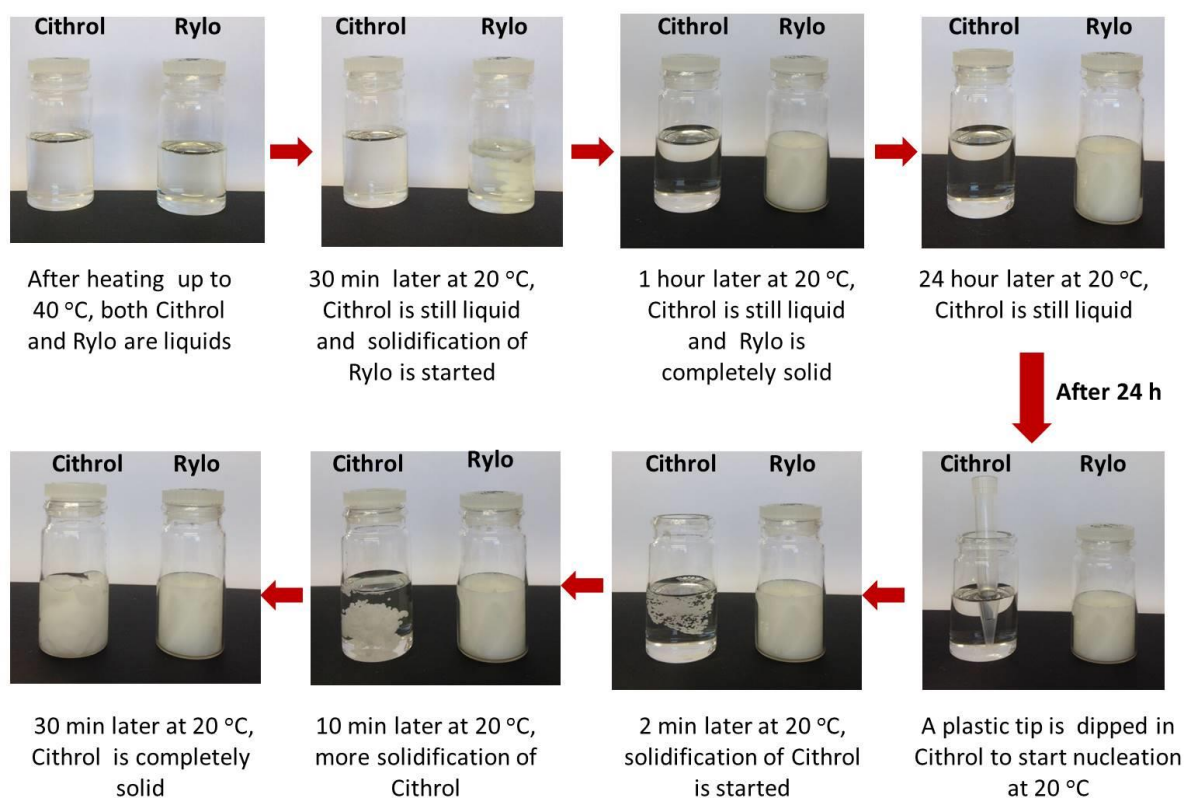 Cithrol Rylo
Cithrol Rylo
Cithrol Rylo
Cithrol Rylo
After heating up to
40 °C, both Cithrol
and Rylo are liquids
30 min later at 20 °C,
Cithrol is still liquid
and solidification of
Rylo is started
1 hour later at 20 °C,
Cithrol is still liquid
and Rylo is
completely solid
24 hour later at 20 °C,
Cithrol is still liquid
After 24 h
Cithrol Rylo
A plastic tip is dipped in
Cithrol to start nucleation
at 20 °C
Cithrol Rylo
2 min later at 20 °C,
solidification of Cithrol
is started
Cithrol Rylo
10 min later at 20 °C,
more solidification of
Cithrol
Cithrol Rylo
30 min later at 20 °C,
Cithrol is completely
solid